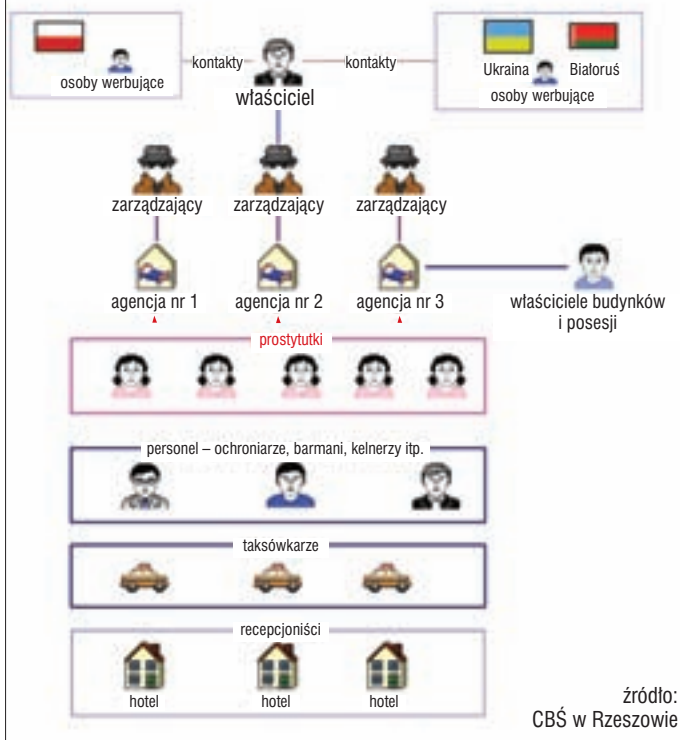 osoby werbujące
kontakty
kontakty
właściciel
Ukraina Białoruś
osoby werbujące
zarządzający zarządzający zarządzający
agencja nr 1 agencja nr 2 agencja nr 3
właściciele budynków
i posesji
prostytutki
personel – ochroniarze, barmani, kelnerzy itp.
taksówkarze
recepcjoniści
hotel hotel hotel
źródło:
CBŚ w Rzeszowie